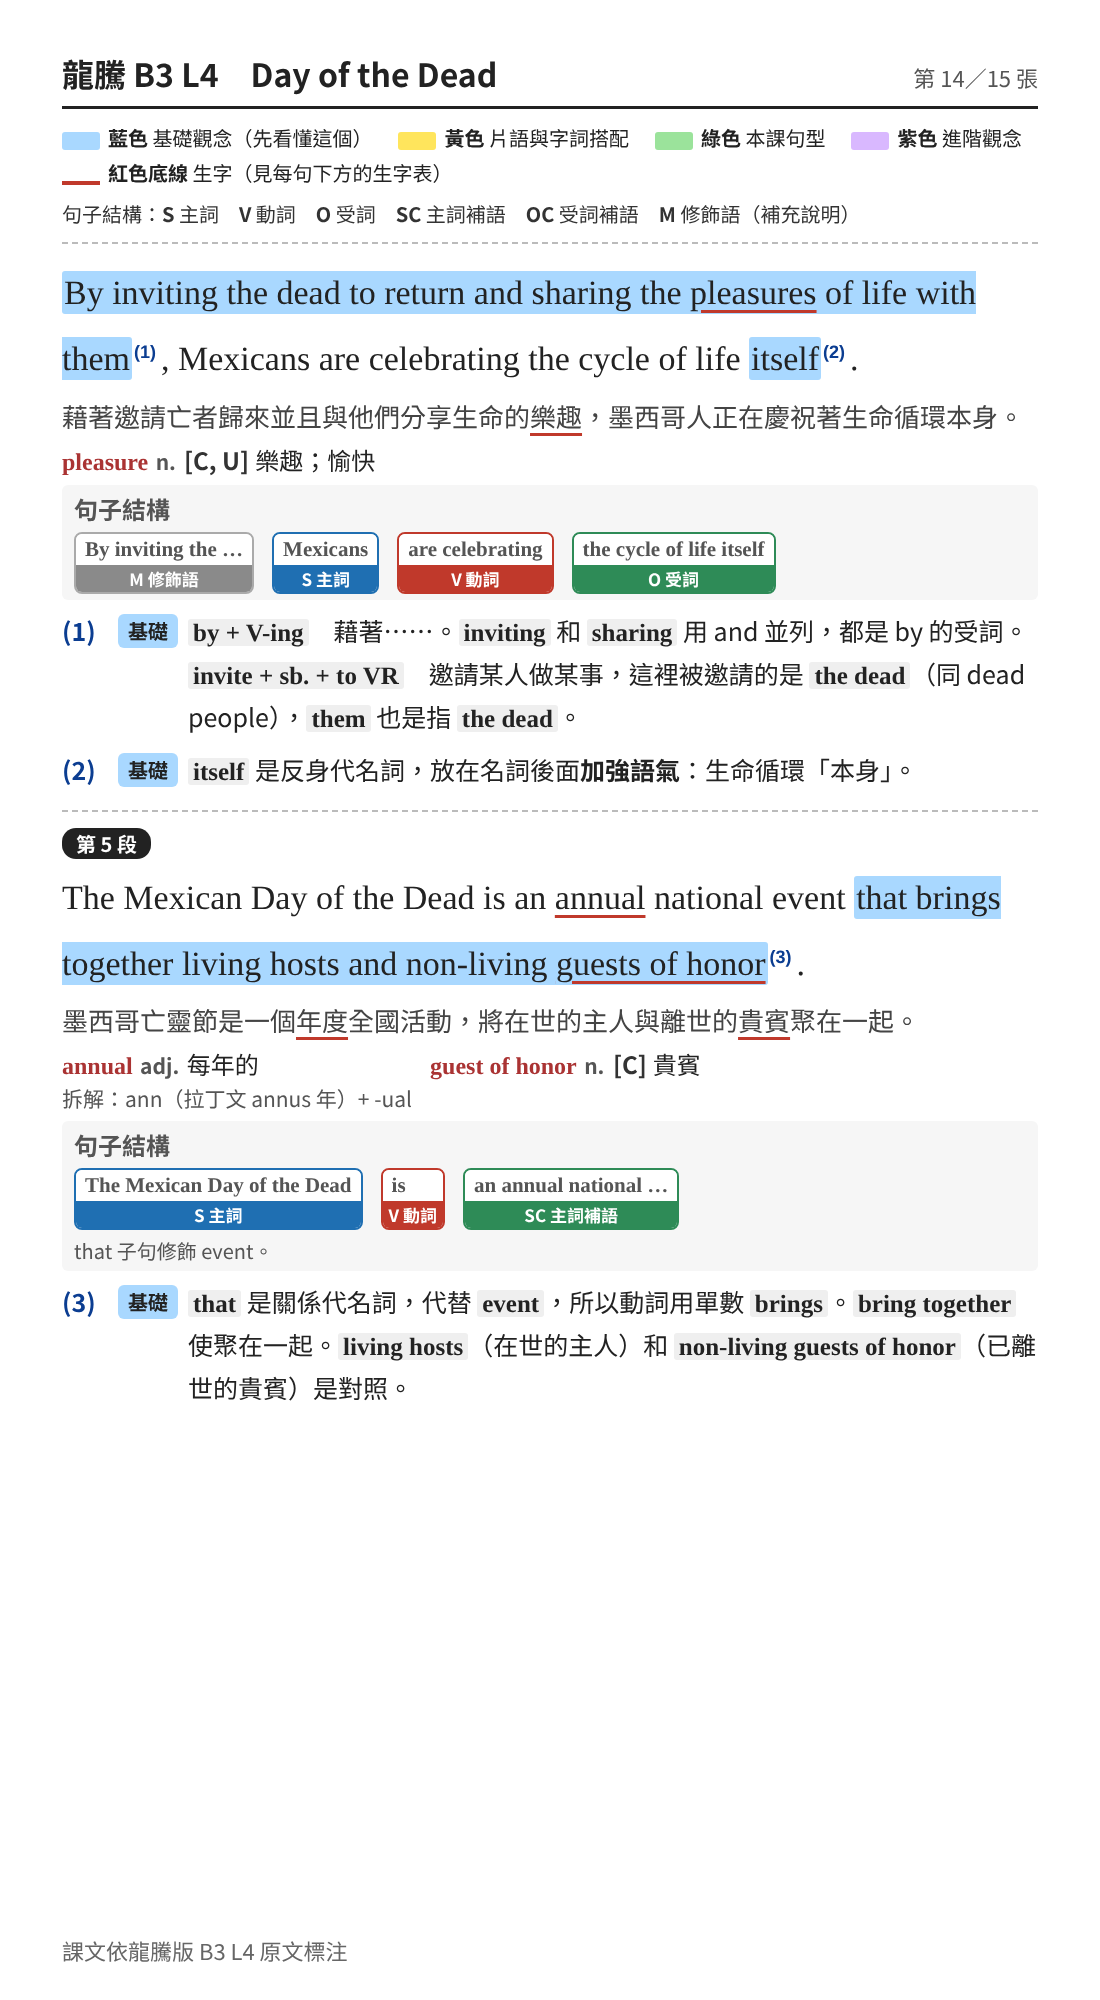 龍騰 B3 L4　Day of the Dead
第 14／15 張
藍色 基礎觀念（先看懂這個）　黃色 片語與字詞搭配　綠色 本課句型　紫色 進階觀念
紅色底線 生字（見每句下方的生字表）
句子結構：S 主詞　V 動詞　O 受詞　SC 主詞補語　OC 受詞補語　M 修飾語（補充說明）
By inviting the dead to return and sharing the pleasures of life with
them(1), Mexicans are celebrating the cycle of life itself(2).
藉著邀請亡者歸來並且與他們分享生命的樂趣，墨西哥人正在慶祝著生命循環本身。
pleasure n. [C, U] 樂趣；愉快
句子結構
By inviting the …　Mexicans　are celebrating　the cycle of life itself
M 修飾語　S 主詞　V 動詞　O 受詞
(1) 基礎 by + V-ing　藉著……。inviting 和 sharing 用 and 並列，都是 by 的受詞。
invite + sb. + to VR　邀請某人做某事，這裡被邀請的是 the dead（同 dead
people），them 也是指 the dead。
(2) 基礎 itself 是反身代名詞，放在名詞後面加強語氣：生命循環「本身」。
第 5 段
The Mexican Day of the Dead is an annual national event that brings
together living hosts and non-living guests of honor(3).
墨西哥亡靈節是一個年度全國活動，將在世的主人與離世的貴賓聚在一起。
annual adj. 每年的　guest of honor n. [C] 貴賓
拆解：ann（拉丁文 annus 年）+ -ual
句子結構
The Mexican Day of the Dead　is　an annual national …
S 主詞　V 動詞　SC 主詞補語
that 子句修飾 event。
(3) 基礎 that 是關係代名詞，代替 event，所以動詞用單數 brings。bring together
使聚在一起。living hosts（在世的主人）和 non-living guests of honor（已離
世的貴賓）是對照。
課文依龍騰版 B3 L4 原文標注